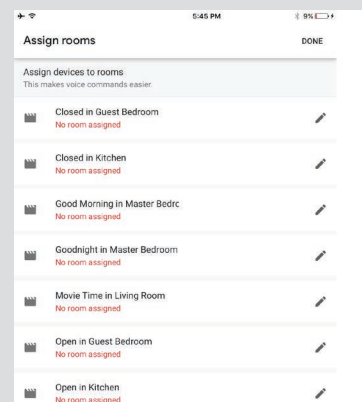 5:45 PM
9%
Assign rooms
DONE
Assign devices to rooms
This makes voice commands easier.
Closed in Guest Bedroom
No room assigned
Closed in Kitchen
No room assigned
Good Morning in Master Bedrc
No room assigned
Goodnight in Master Bedroom
No room assigned
Movie Time in Living Room
No room assigned
Open in Guest Bedroom
No room assigned
Open in Kitchen
No room assigned